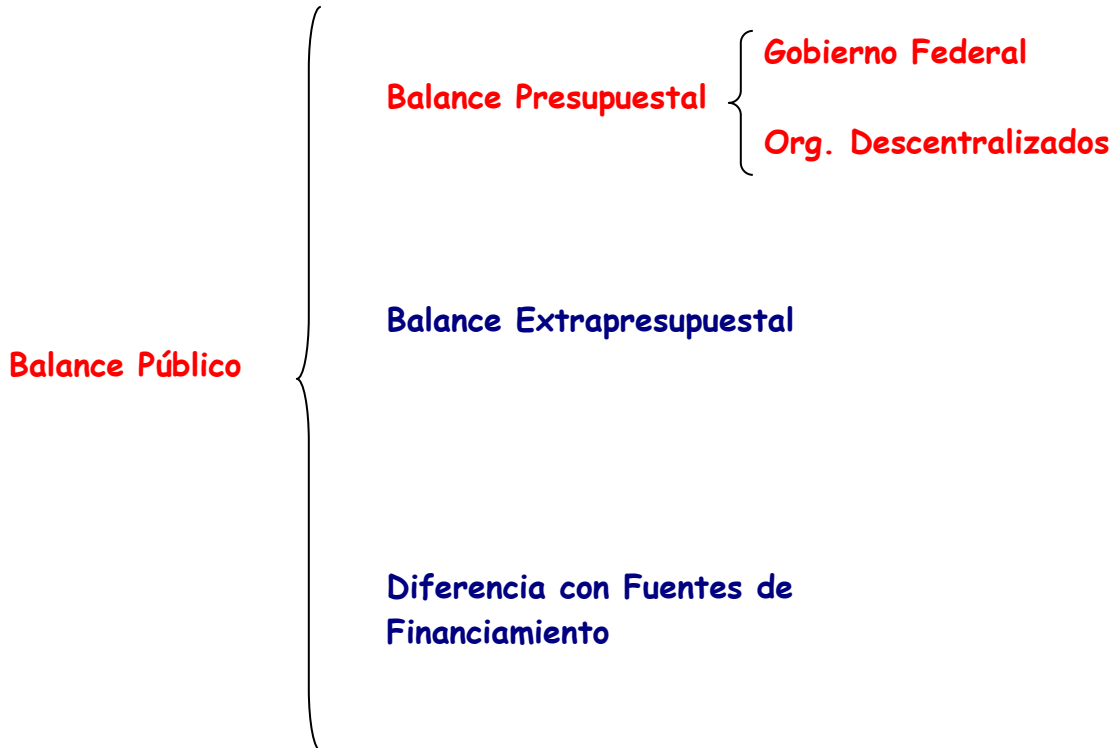 Balance Público
Balance Presupuestal
Gobierno Federal
Org. Descentralizados
Balance Extrapresupuestal
Diferencia con Fuentes de
Financiamiento